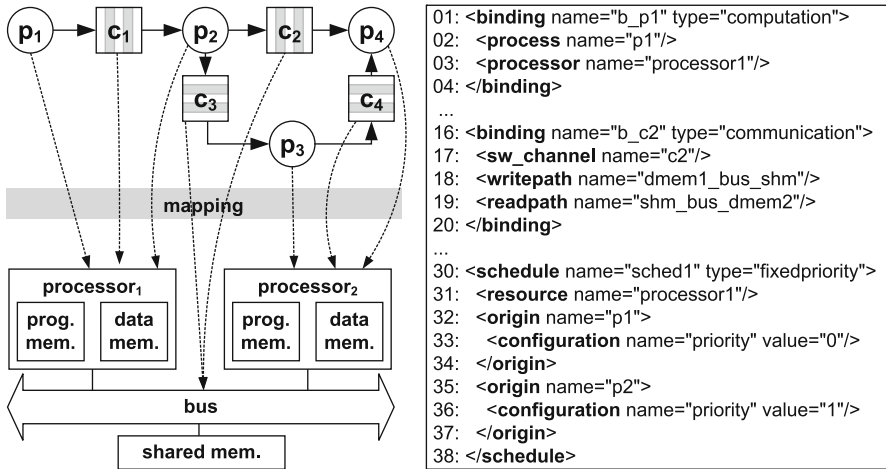 p1 c1 p2 c2 p4
c3 c4
p3
mapping
processor1 processor2
prog. mem. data mem. prog. mem. data mem.
bus
shared mem.
01: <binding name="b_p1" type="computation">
02: <process name="p1"/>
03: <processor name="processor1"/>
04: </binding>
...
16: <binding name="b_c2" type="communication">
17: <sw_channel name="c2"/>
18: <writepath name="dmem1_bus_shm"/>
19: <readpath name="shm_bus_dmem2"/>
20: </binding>
...
30: <schedule name="sched1" type="fixedpriority">
31: <resource name="processor1"/>
32: <origin name="p1">
33: <configuration name="priority" value="0"/>
34: </origin>
35: <origin name="p2">
36: <configuration name="priority" value="1"/>
37: </origin>
38: </schedule>